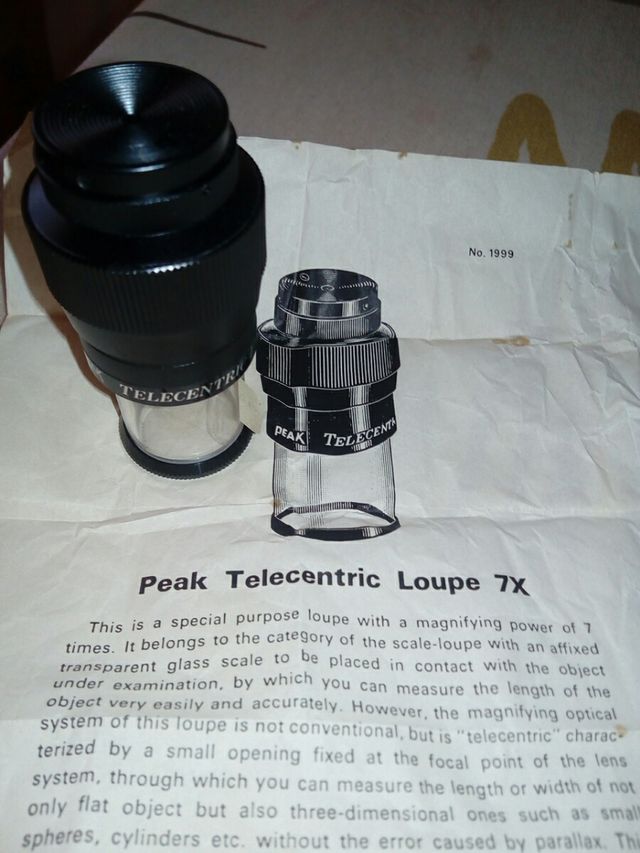 No. 1999
TELECENTRIC
PEAK TELECENTR
Peak Telecentric Loupe 7X
This is a special purpose loupe with a magnifying power of 7
times. It belongs to the category of the scale-loupe with an affixed
transparent glass scale to be placed in contact with the object
under examination, by which you can measure the length of the
object very easily and accurately. However, the magnifying optical
system of this loupe is not conventional, but is "telecentric" charac-
terized by a small opening fixed at the focal point of the lens
system, through which you can measure the length or width of not
only flat object but also three-dimensional ones such as small
spheres, cylinders etc. without the error caused by parallax. Th